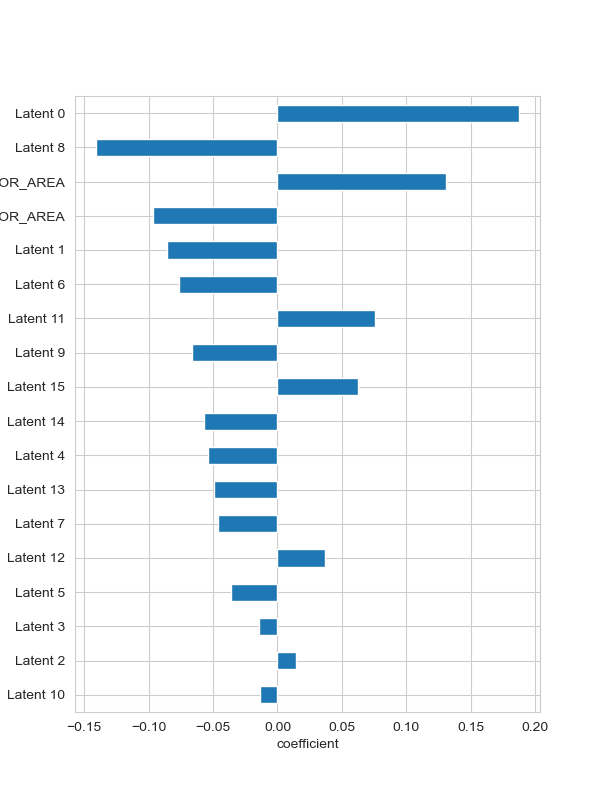 Latent 0
Latent 8
OR_AREA
OR_AREA
Latent 1
Latent 6
Latent 11
Latent 9
Latent 15
Latent 14
Latent 4
Latent 13
Latent 7
Latent 12
Latent 5
Latent 3
Latent 2
Latent 10
−0.15 −0.10 −0.05 0.00 0.05 0.10 0.15 0.20
coefficient